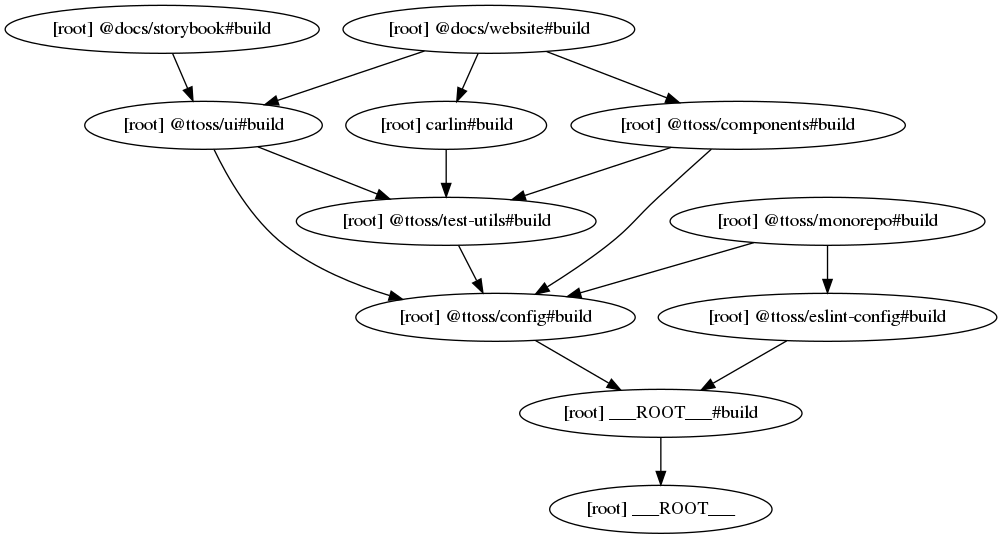 [root] @docs/storybook#build
[root] @docs/website#build
[root] @ttoss/ui#build
[root] carlin#build
[root] @ttoss/components#build
[root] @ttoss/test-utils#build
[root] @ttoss/monorepo#build
[root] @ttoss/config#build
[root] @ttoss/eslint-config#build
[root] ___ROOT___#build
[root] ___ROOT___